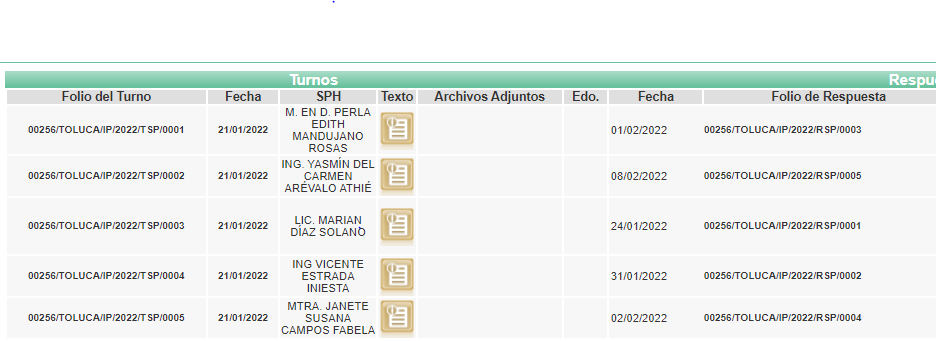 Turnos Respue
Folio del Turno Fecha SPH Texto Archivos Adjuntos Edo. Fecha Folio de Respuesta
00256/TOLUCA/IP/2022/TSP/0001 21/01/2022 M. EN D. PERLA EDITH MANDUJANO ROSAS 01/02/2022 00256/TOLUCA/IP/2022/RSP/0003
00256/TOLUCA/IP/2022/TSP/0002 21/01/2022 ING. YASMÍN DEL CARMEN ARÉVALO ATHIÉ 08/02/2022 00256/TOLUCA/IP/2022/RSP/0005
00256/TOLUCA/IP/2022/TSP/0003 21/01/2022 LIC. MARIAN DÍAZ SOLANO 24/01/2022 00256/TOLUCA/IP/2022/RSP/0001
00256/TOLUCA/IP/2022/TSP/0004 21/01/2022 ING VICENTE ESTRADA INIESTA 31/01/2022 00256/TOLUCA/IP/2022/RSP/0002
00256/TOLUCA/IP/2022/TSP/0005 21/01/2022 MTRA. JANETE SUSANA CAMPOS FABELA 02/02/2022 00256/TOLUCA/IP/2022/RSP/0004